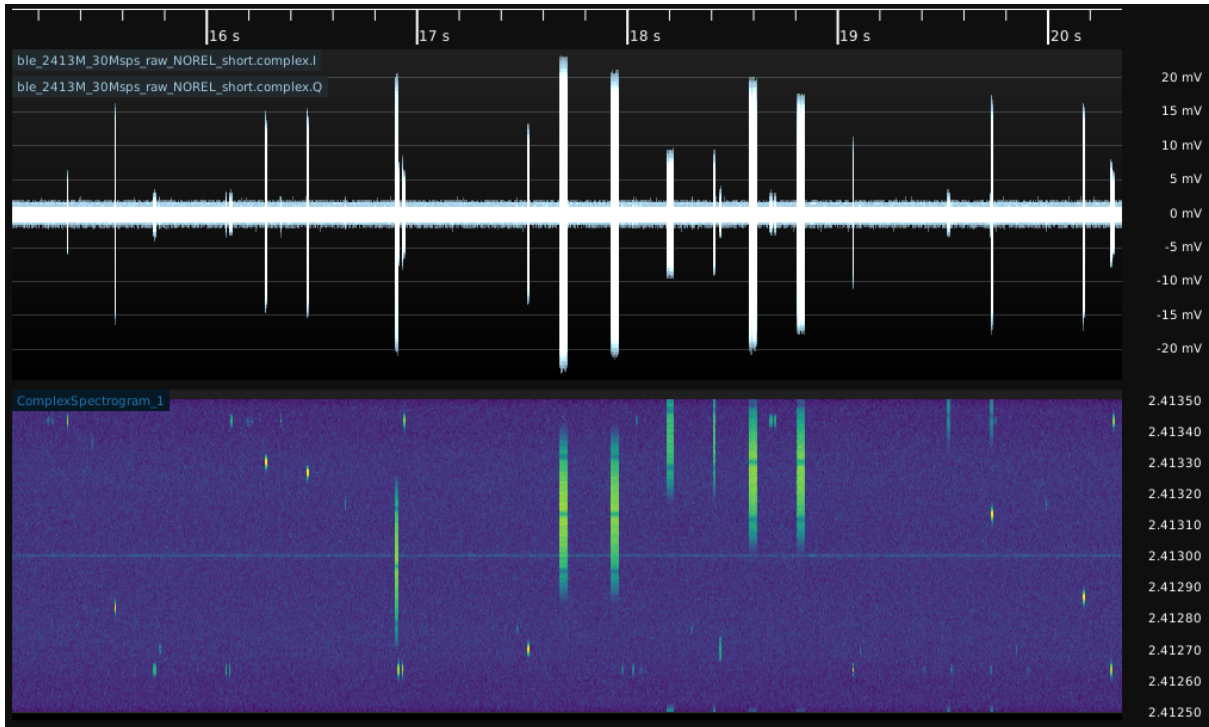 16 s 17 s 18 s 19 s 20 s
ble_2413M_30Msps_raw_NOREL_short.complex.I
ble_2413M_30Msps_raw_NOREL_short.complex.Q
20 mV
15 mV
10 mV
5 mV
0 mV
-5 mV
-10 mV
-15 mV
-20 mV
ComplexSpectrogram_1
2.41350
2.41340
2.41330
2.41320
2.41310
2.41300
2.41290
2.41280
2.41270
2.41260
2.41250